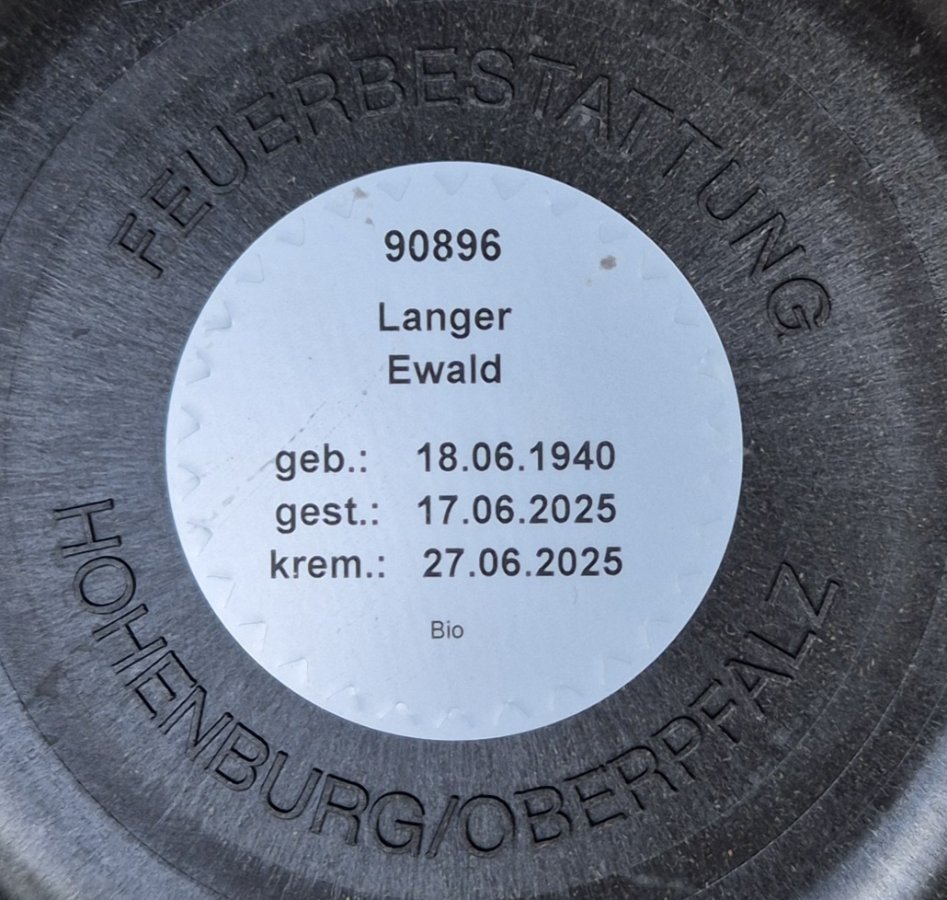 FEUERBESTATTUNG
90896
Langer
Ewald
geb.: 18.06.1940
gest.: 17.06.2025
krem.: 27.06.2025
Bio
HOHENBURG/OBERPFALZ